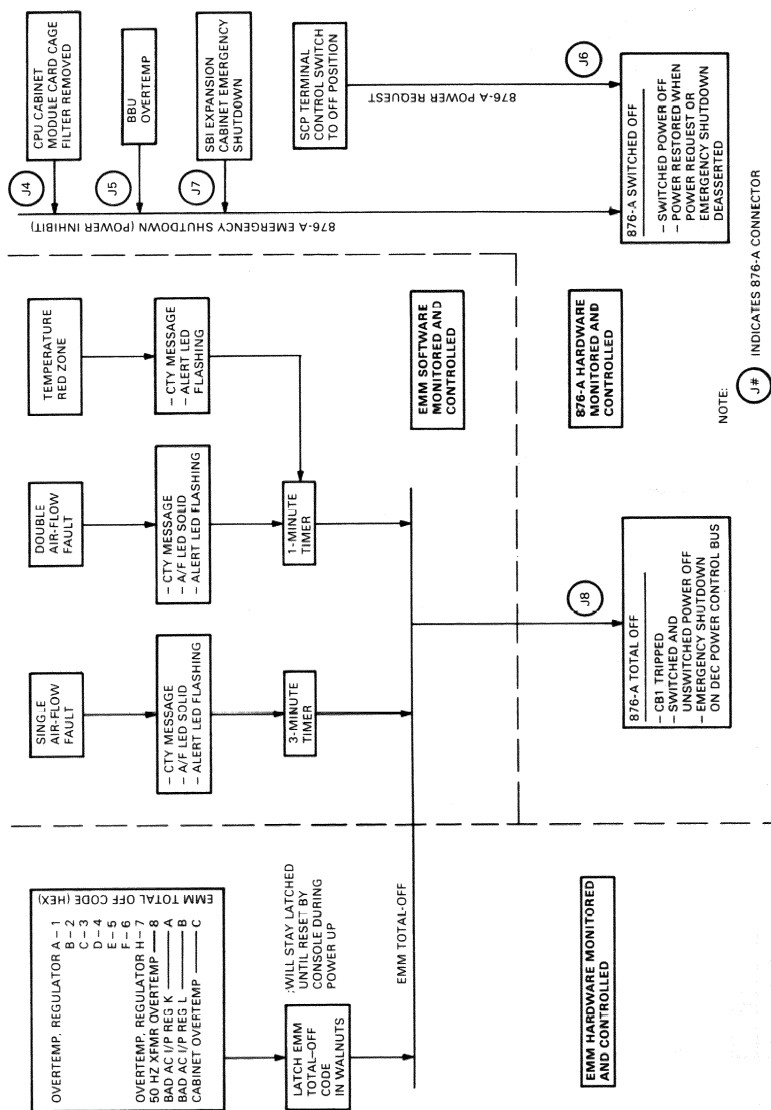 EMM TOTAL OFF CODE (HEX)
OVERTEMP, REGULATOR A – 1
B – 2
C – 3
D – 4
E – 5
F – 6
OVERTEMP, REGULATOR H – 7
50 HZ XFMR OVERTEMP — 8
BAD AC I/P REG K — A
BAD AC I/P REG L — B
CABINET OVERTEMP — C
LATCH EMM
TOTAL–OFF
CODE
IN WALNUTS
;WILL STAY LATCHED
UNTIL RESET BY
CONSOLE DURING
POWER UP
EMM TOTAL-OFF
EMM HARDWARE MONITORED
AND CONTROLLED
SINGLE
AIR-FLOW
FAULT
– CTY MESSAGE
– A/F LED SOLID
– ALERT LED FLASHING
3-MINUTE
TIMER
DOUBLE
AIR-FLOW
FAULT
– CTY MESSAGE
– A/F LED SOLID
– ALERT LED FLASHING
1-MINUTE
TIMER
TEMPERATURE
RED ZONE
– CTY MESSAGE
– ALERT LED
FLASHING
EMM SOFTWARE
MONITORED AND
CONTROLLED
J8
876-A TOTAL OFF
– CB1 TRIPPED
– SWITCHED AND
UNSWITCHED POWER OFF
– EMERGENCY SHUTDOWN
ON DEC POWER CONTROL BUS
876-A HARDWARE
MONITORED AND
CONTROLLED
876-A EMERGENCY SHUTDOWN (POWER INHIBIT)
J4
CPU CABINET
MODULE CARD CAGE
FILTER REMOVED
J5
BBU
OVERTEMP
J7
SBI EXPANSION
CABINET EMERGENCY
SHUTDOWN
SCP TERMINAL
CONTROL SWITCH
TO OFF POSITION
876-A POWER REQUEST
J6
876-A SWITCHED OFF
– SWITCHED POWER OFF
– POWER RESTORED WHEN
POWER REQUEST OR
EMERGENCY SHUTDOWN
DEASSERTED
NOTE:
J# INDICATES 876-A CONNECTOR